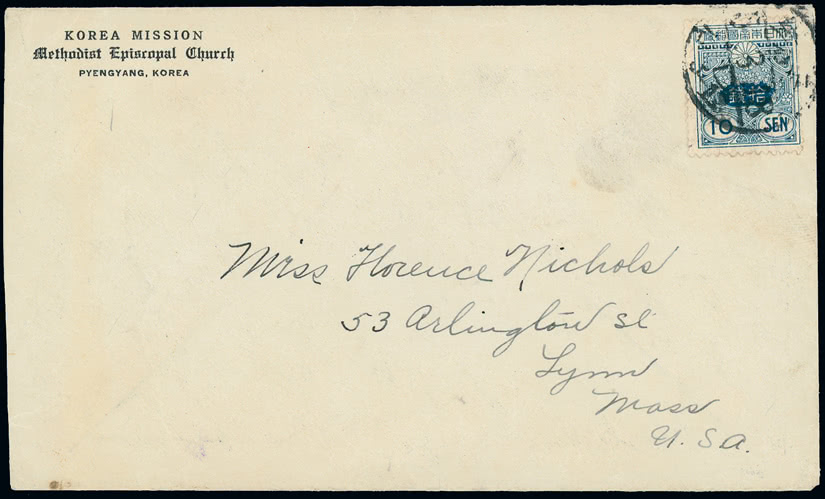 KOREA MISSION
Methodist Episcopal Church
PYENGYANG, KOREA
10 SEN
Miss Florence Nichols
53 Arlington St
Lynn
Mass
U.S.A.